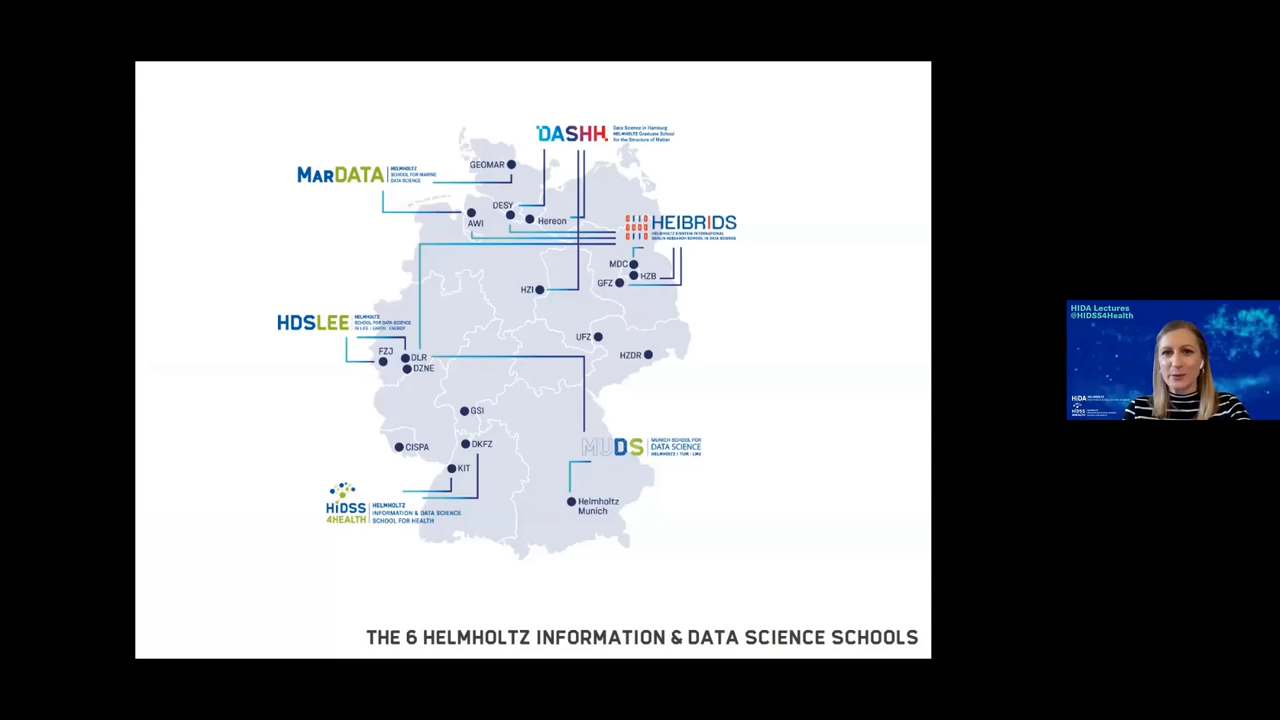 DASHH.
Data Science in Hamburg
HELMHOLTZ Graduate School
for the Structure of Matter
MARDATA
HELMHOLTZ
SCHOOL FOR MARINE
DATA SCIENCE
GEOMAR
DESY
AWI
Hereon
HEIBRIDS
HELMHOLTZ EINSTEIN INTERNATIONAL
BERLIN RESEARCH SCHOOL IN DATA SCIENCE
MDC
HZB
GFZ
HZI
HDSLEE
HELMHOLTZ
SCHOOL FOR DATA SCIENCE
IN LIFE | EARTH | ENERGY
UFZ
FZJ
DLR
HZDR
DZNE
GSI
CISPA
DKFZ
MUDS
MUNICH SCHOOL FOR
DATA SCIENCE
HELMHOLTZ | TUM | LMU
KIT
HIDSS
4HEALTH
HELMHOLTZ
INFORMATION & DATA SCIENCE
SCHOOL FOR HEALTH
Helmholtz
Munich
THE 6 HELMHOLTZ INFORMATION & DATA SCIENCE SCHOOLS
HIDA Lectures
@HIDSS4Health
HIDA
HELMHOLTZ
HIDSS
4HEALTH